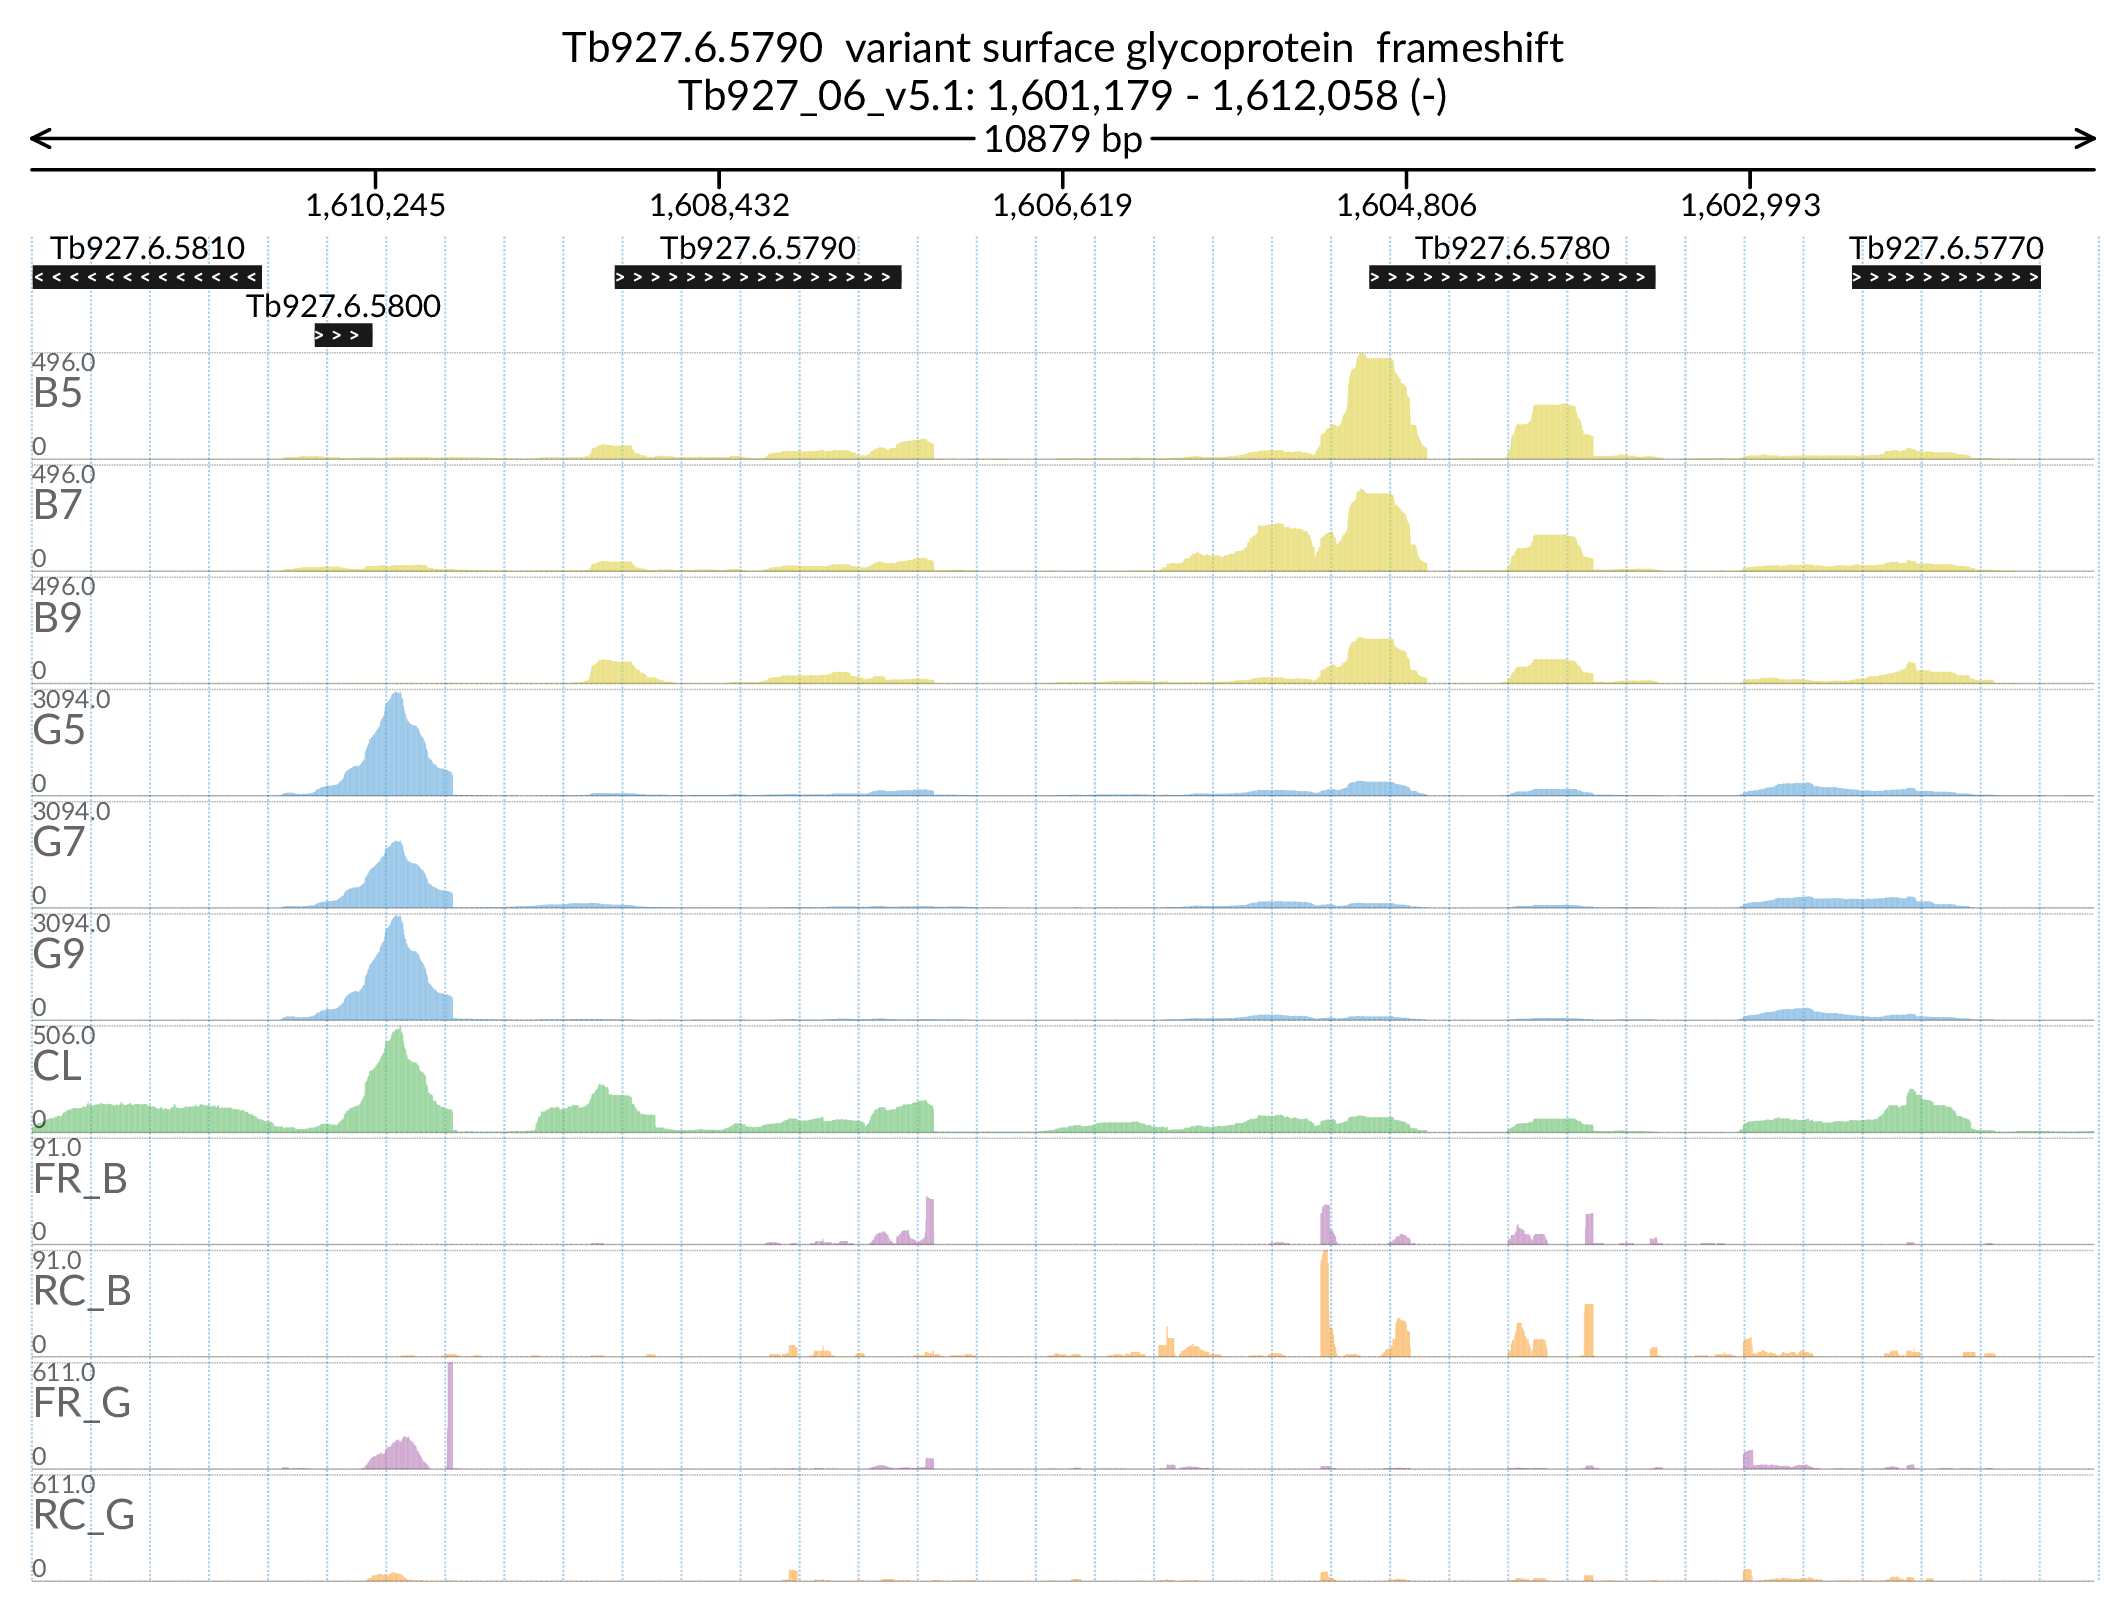 Tb927.6.5790  variant surface glycoprotein  frameshift
Tb927_06_v5.1: 1,601,179 - 1,612,058 (-)
10879 bp
1,610,245 1,608,432 1,606,619 1,604,806 1,602,993
Tb927.6.5810 Tb927.6.5790 Tb927.6.5780 Tb927.6.5770
Tb927.6.5800
496.0
B5
0
496.0
B7
0
496.0
B9
0
3094.0
G5
0
3094.0
G7
0
3094.0
G9
0
506.0
CL
0
91.0
FR_B
0
91.0
RC_B
0
611.0
FR_G
0
611.0
RC_G
0